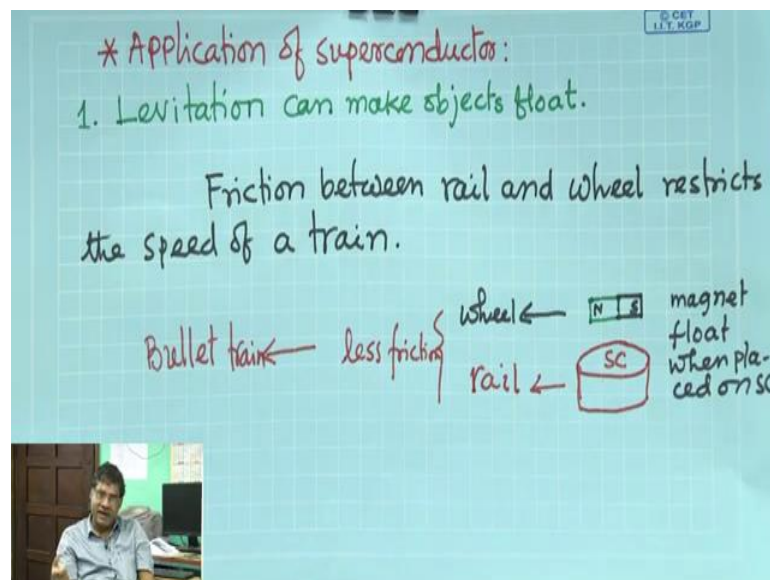 © CET
I.I.T. KGP
* Application of superconductor:
1. Levitation can make objects float.
Friction between rail and wheel restricts
the speed of a train.
wheel ← N S magnet
float
Bullet train ← less friction { rail ← SC when pla-
ced on SC